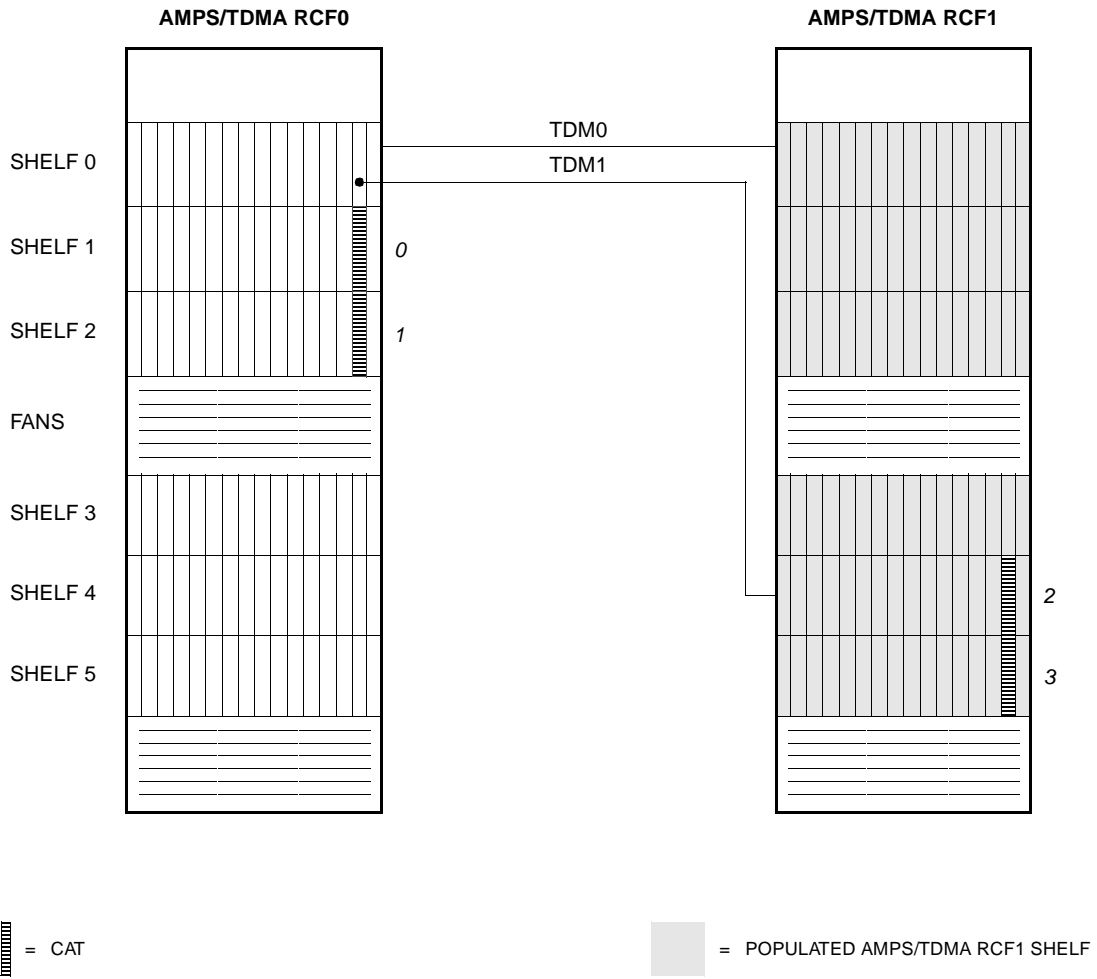 AMPS/TDMA RCF0
AMPS/TDMA RCF1
TDM0
SHELF 0
TDM1
SHELF 1
0
SHELF 2
1
FANS
SHELF 3
SHELF 4
2
SHELF 5
3
= CAT
= POPULATED AMPS/TDMA RCF1 SHELF